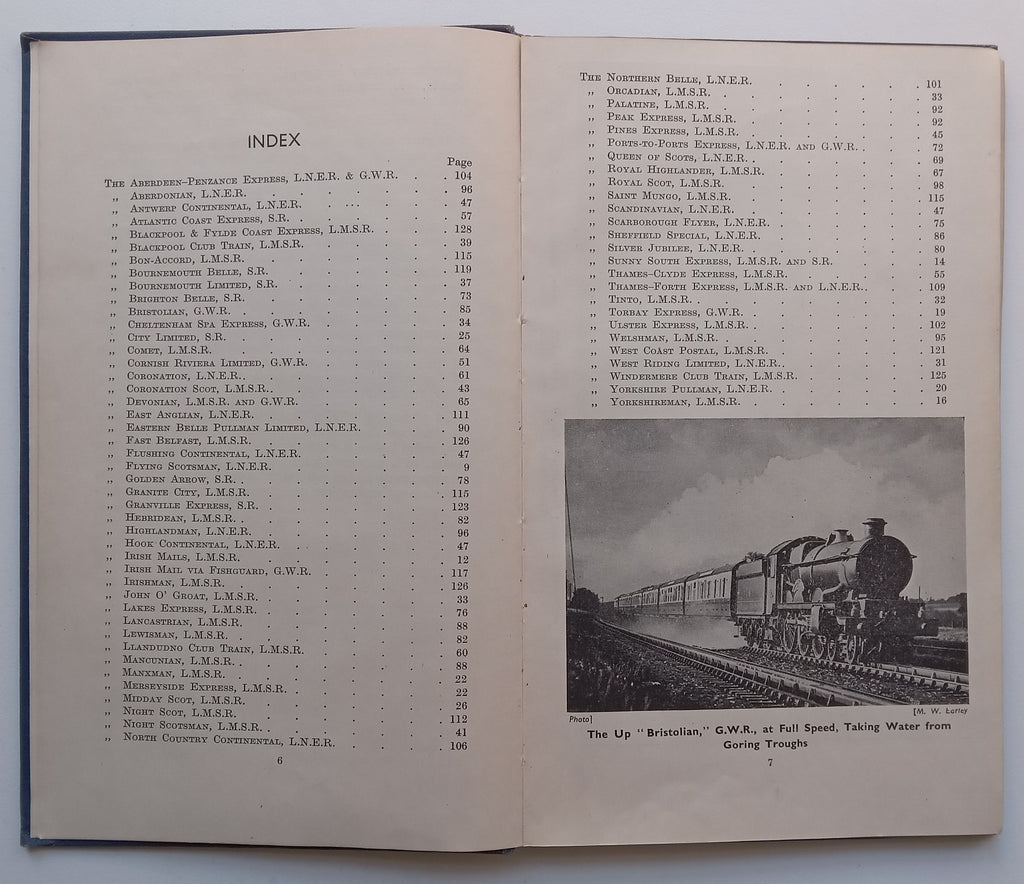 INDEX
Page
The Aberdeen–Penzance Express, L.N.E.R. & G.W.R. . . 104
„ Aberdonian, L.N.E.R. . . . . . . 96
„ Antwerp Continental, L.N.E.R. . ... . . . 47
„ Atlantic Coast Express, S.R. . . . . . 57
„ Blackpool & Fylde Coast Express, L.M.S.R. . . . 128
„ Blackpool Club Train, L.M.S.R. . . . . . 39
„ Bon-Accord, L.M.S.R. . . . . . . 115
„ Bournemouth Belle, S.R. . . . . . . 119
„ Bournemouth Limited, S.R. . . . . . . 37
„ Brighton Belle, S.R. . . . . . . 73
„ Bristolian, G.W.R. . . . . . . . 85
„ Cheltenham Spa Express, G.W.R. . . . . . 34
„ City Limited, S.R. . . . . . . . 25
„ Comet, L.M.S.R. . . . . . . . 64
„ Cornish Riviera Limited, G.W.R. . . . . . 51
„ Coronation, L.N.E.R. . . . . . . 61
„ Coronation Scot, L.M.S.R. . . . . . . 43
„ Devonian, L.M.S.R. and G.W.R. . . . . . 65
„ East Anglian, L.N.E.R. . . . . . . 111
„ Eastern Belle Pullman Limited, L.N.E.R. . . . . 90
„ Fast Belfast, L.M.S.R. . . . . . . 126
„ Flushing Continental, L.N.E.R. . . . . . 47
„ Flying Scotsman, L.N.E.R. . . . . . . 9
„ Golden Arrow, S.R. . . . . . . . 78
„ Granite City, L.M.S.R. . . . . . . 115
„ Granville Express, S.R. . . . . . . 123
„ Hebridean, L.M.S.R. . . . . . . 82
„ Highlandman, L.N.E.R. . . . . . . 96
„ Hook Continental, L.N.E.R. . . . . . 47
„ Irish Mails, L.M.S.R. . . . . . . 12
„ Irish Mail via Fishguard, G.W.R. . . . . . 117
„ Irishman, L.M.S.R. . . . . . . 126
„ John O' Groat, L.M.S.R. . . . . . . 33
„ Lakes Express, L.M.S.R. . . . . . . 76
„ Lancastrian, L.M.S.R. . . . . . . 88
„ Lewisman, L.M.S.R. . . . . . . 82
„ Llandudno Club Train, L.M.S.R. . . . . . 60
„ Mancunian, L.M.S.R. . . . . . . 88
„ Manxman, L.M.S.R. . . . . . . . 22
„ Merseyside Express, L.M.S.R. . . . . . 22
„ Midday Scot, L.M.S.R. . . . . . . 26
„ Night Scot, L.M.S.R. . . . . . . 112
„ Night Scotsman, L.M.S.R. . . . . . . 41
„ North Country Continental, L.N.E.R. . . . . 106
6
The Northern Belle, L.N.E.R. . . . . . . 101
„ Orcadian, L.M.S.R. . . . . . . . 33
„ Palatine, L.M.S.R. . . . . . . . 92
„ Peak Express, L.M.S.R. . . . . . . 92
„ Pines Express, L.M.S.R. . . . . . . 45
„ Ports-to-Ports Express, L.N.E.R. and G.W.R. . . . 72
„ Queen of Scots, L.N.E.R. . . . . . . 69
„ Royal Highlander, L.M.S.R. . . . . . . 67
„ Royal Scot, L.M.S.R. . . . . . . 98
„ Saint Mungo, L.M.S.R. . . . . . . 115
„ Scandinavian, L.N.E.R. . . . . . . 47
„ Scarborough Flyer, L.N.E.R. . . . . . 75
„ Sheffield Special, L.N.E.R. . . . . . 86
„ Silver Jubilee, L.N.E.R. . . . . . . 80
„ Sunny South Express, L.M.S.R. and S.R. . . . . 14
„ Thames–Clyde Express, L.M.S.R. . . . . . 55
„ Thames–Forth Express, L.M.S.R. and L.N.E.R. . . . 109
„ Tinto, L.M.S.R. . . . . . . . . 32
„ Torbay Express, G.W.R. . . . . . . 19
„ Ulster Express, L.M.S.R. . . . . . . 102
„ Welshman, L.M.S.R. . . . . . . 95
„ West Coast Postal, L.M.S.R. . . . . . 121
„ West Riding Limited, L.N.E.R. . . . . . 31
„ Windermere Club Train, L.M.S.R. . . . . . 125
„ Yorkshire Pullman, L.N.E.R. . . . . . 20
„ Yorkshireman, L.M.S.R. . . . . . . 16
Photo] [M. W. Earley
The Up "Bristolian," G.W.R., at Full Speed, Taking Water from
Goring Troughs
7